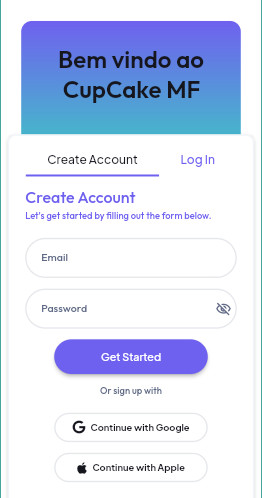 Bem vindo ao
CupCake MF
Create Account
Log In
Create Account
Let's get started by filling out the form below.
Email
Password
Get Started
Or sign up with
Continue with Google
Continue with Apple